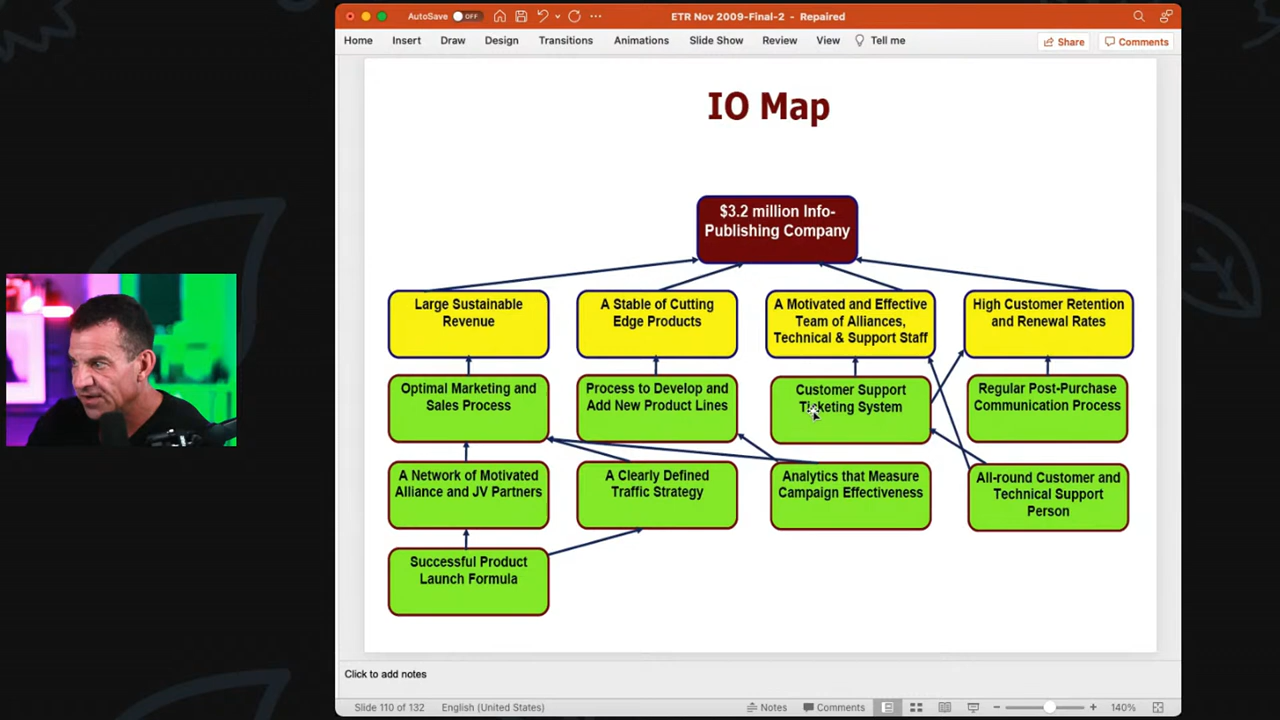 AutoSave OFF
ETR Nov 2009-Final-2 - Repaired
Home Insert Draw Design Transitions Animations Slide Show Review View Tell me
Share Comments
IO Map
$3.2 million Info-
Publishing Company
Large Sustainable
Revenue
A Stable of Cutting
Edge Products
A Motivated and Effective
Team of Alliances,
Technical & Support Staff
High Customer Retention
and Renewal Rates
Optimal Marketing and
Sales Process
Process to Develop and
Add New Product Lines
Customer Support
Ticketing System
Regular Post-Purchase
Communication Process
A Network of Motivated
Alliance and JV Partners
A Clearly Defined
Traffic Strategy
Analytics that Measure
Campaign Effectiveness
All-round Customer and
Technical Support
Person
Successful Product
Launch Formula
Click to add notes
Slide 110 of 132 English (United States) Notes Comments 140%